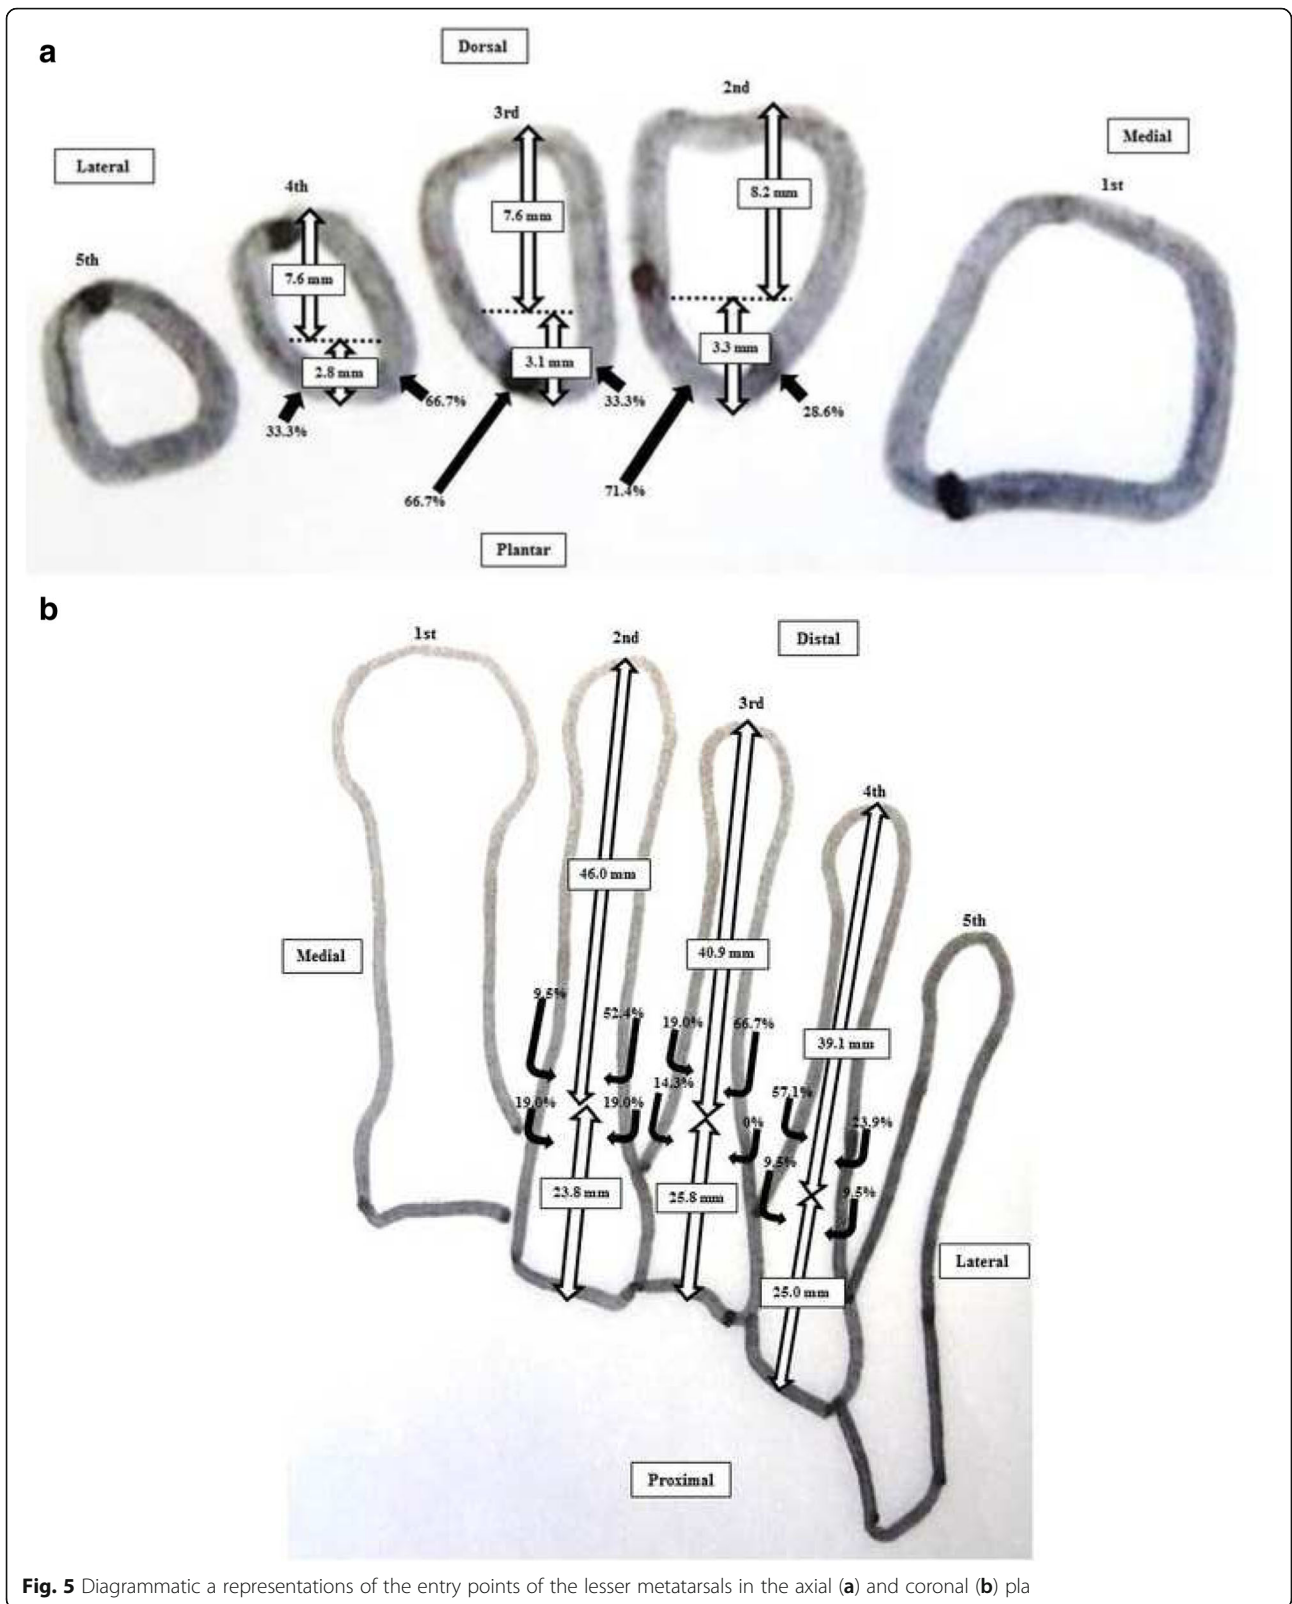 a
Dorsal
2nd
3rd
Medial
Lateral
4th
1st
8.2 mm
7.6 mm
5th
7.6 mm
3.3 mm
3.1 mm
2.8 mm
66.7%
33.3%
28.6%
33.3%
66.7%
71.4%
Plantar
b
1st
2nd
Distal
3rd
4th
46.0 mm
5th
Medial
40.9 mm
9.5%
52.4%
19.0%
66.7%
39.1 mm
14.3%
57.1%
19.0%
19.0%
0%
23.9%
9.5%
23.8 mm
25.8 mm
9.5%
Lateral
25.0 mm
Proximal
Fig. 5 Diagrammatic a representations of the entry points of the lesser metatarsals in the axial (a) and coronal (b) pla